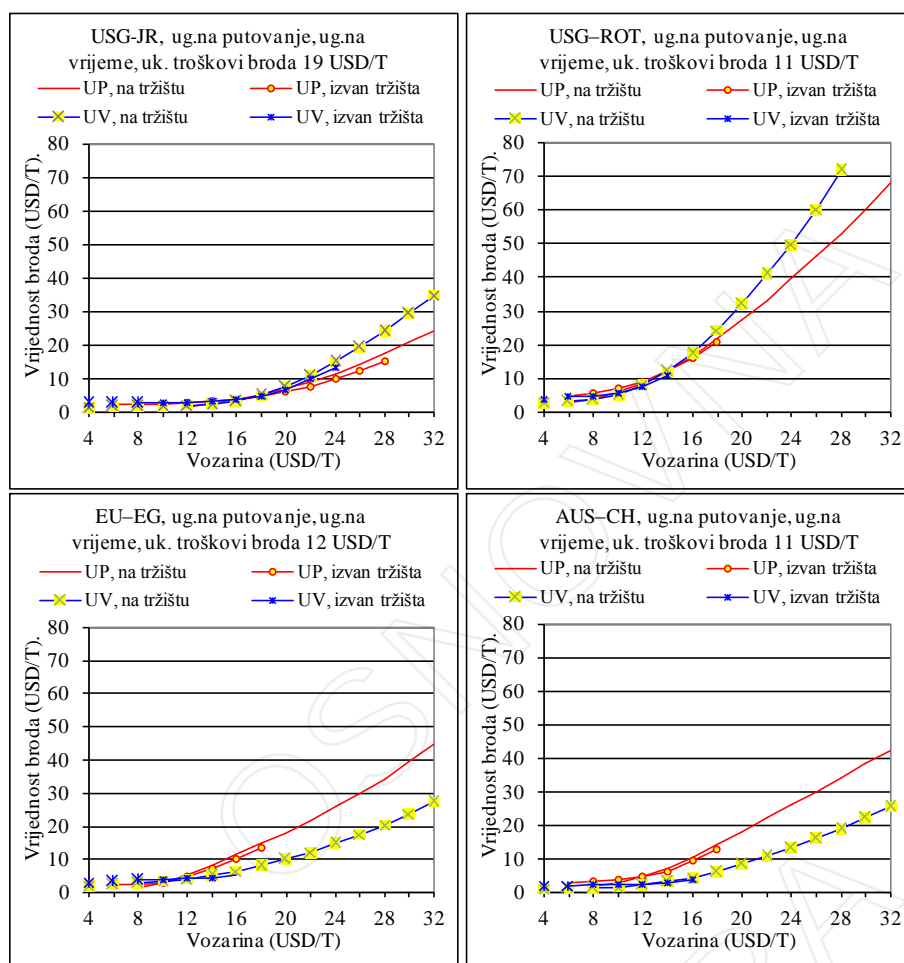 USG-JR, ug.na putovanje, ug.na
vrijeme, uk. troškovi broda 19 USD/T
UP, na tržištu
UP, izvan tržišta
UV, na tržištu
UV, izvan tržišta
Vrijednost broda (USD/T).
80
70
60
50
40
30
20
10
0
4 8 12 16 20 24 28 32
Vozarina (USD/T)
USG–ROT, ug.na putovanje, ug.na
vrijeme, uk. troškovi broda 11 USD/T
UP, na tržištu
UP, izvan tržišta
UV, na tržištu
UV, izvan tržišta
Vrijednost broda (USD/T).
80
70
60
50
40
30
20
10
0
4 8 12 16 20 24 28 32
Vozarina (USD/T)
EU–EG, ug.na putovanje, ug.na
vrijeme, uk. troškovi broda 12 USD/T
UP, na tržištu
UP, izvan tržišta
UV, na tržištu
UV, izvan tržišta
Vrijednost broda (USD/T).
80
70
60
50
40
30
20
10
0
4 8 12 16 20 24 28 32
Vozarina (USD/T)
AUS–CH, ug.na putovanje, ug.na
vrijeme, uk. troškovi broda 11 USD/T
UP, na tržištu
UP, izvan tržišta
UV, na tržištu
UV, izvan tržišta
Vrijednost broda (USD/T).
80
70
60
50
40
30
20
10
0
4 8 12 16 20 24 28 32
Vozarina (USD/T)
OSNOVNA